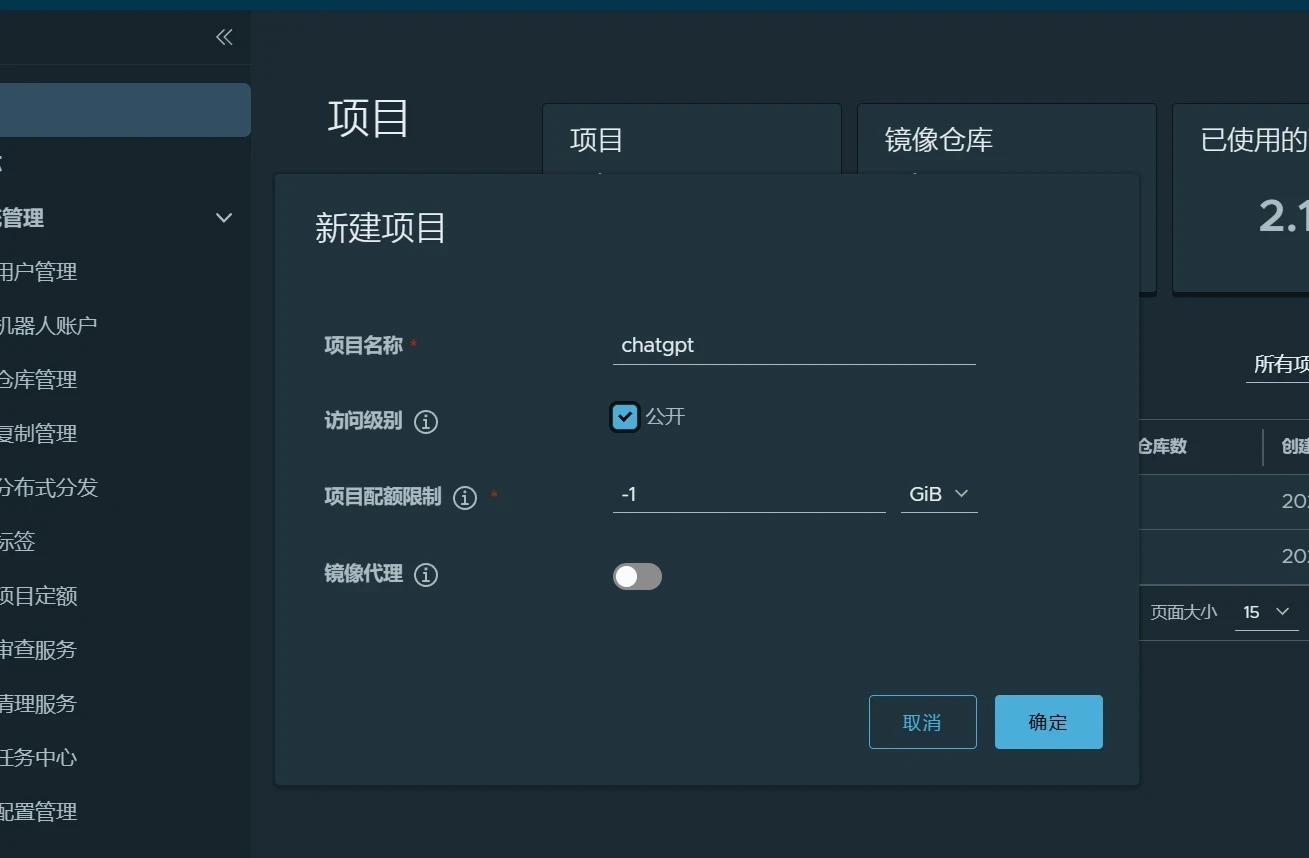 项目
项目
镜像仓库
已使用的
2.1
管理
用户管理
机器人账户
仓库管理
复制管理
分布式分发
标签
项目定额
审查服务
清理服务
任务中心
配置管理
新建项目
项目名称 *
chatgpt
访问级别
公开
项目配额限制 *
-1
GiB
镜像代理
取消
确定
所有项
仓库数
创建
20
20
页面大小
15